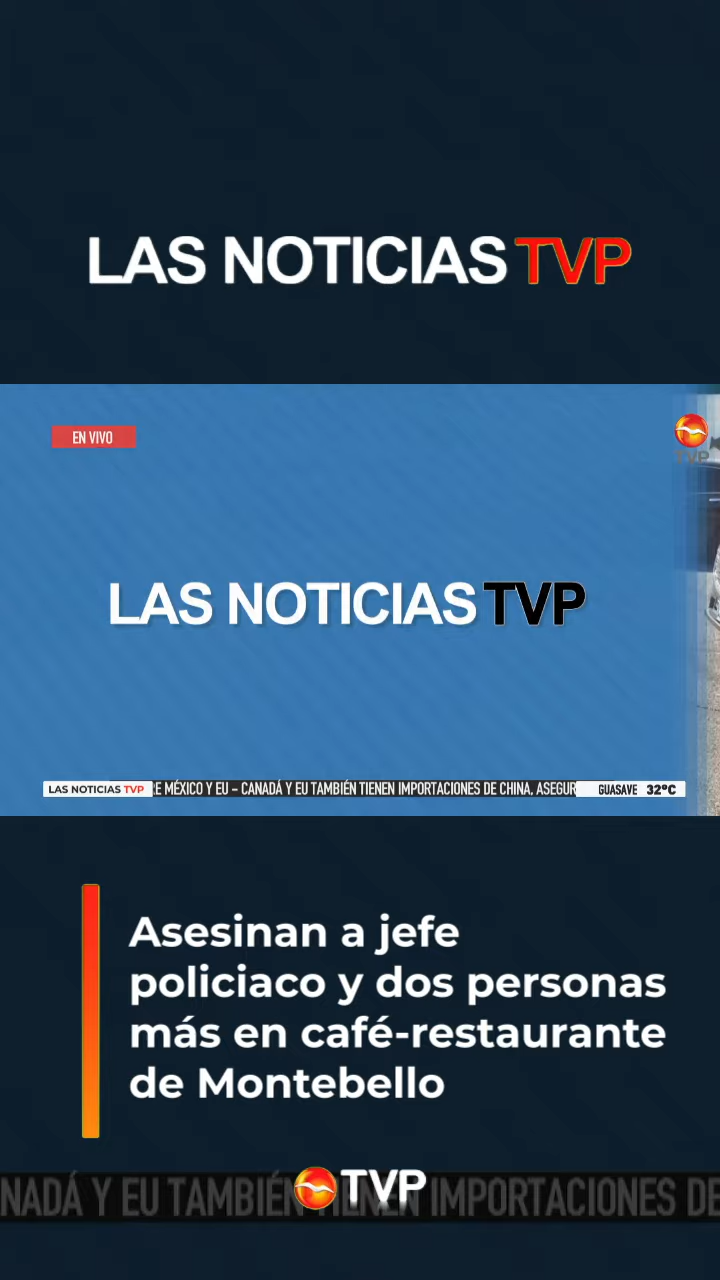 LAS NOTICIAS TVP
EN VIVO
TVP
LAS NOTICIAS TVP
LAS NOTICIAS TVP E MÉXICO Y EU - CANADÁ Y EU TAMBIÉN TIENEN IMPORTACIONES DE CHINA, ASEGUR GUASAVE 32°C
Asesinan a jefe
policiaco y dos personas
más en café-restaurante
de Montebello
NADÁ Y EU TAMBIÉN TIENEN IMPORTACIONES DE
TVP